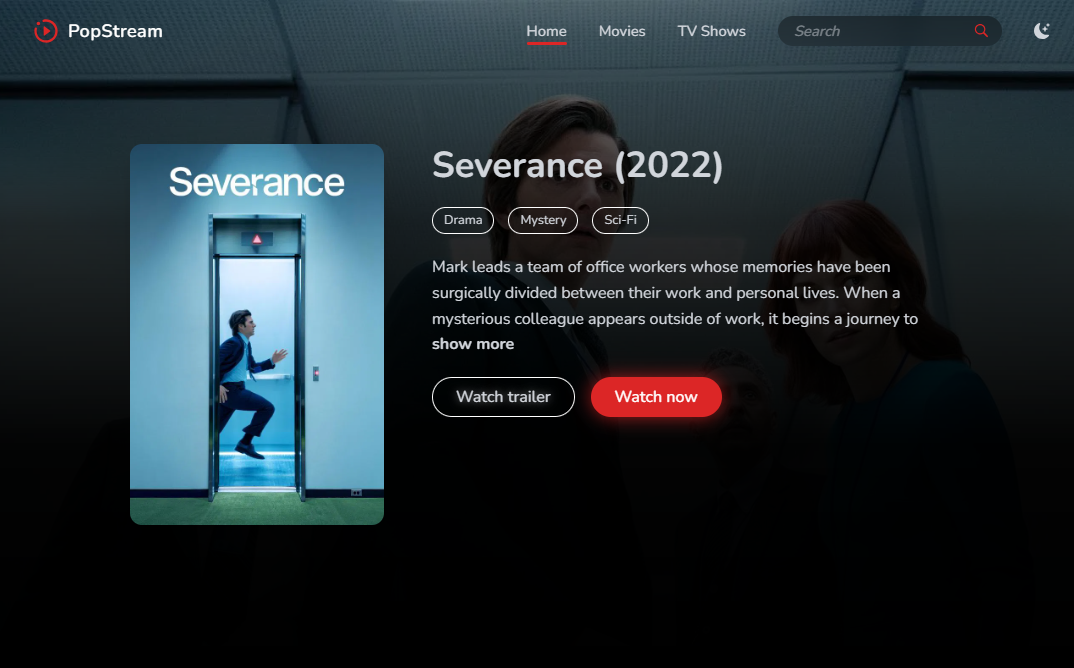 PopStream
Home
Movies
TV Shows
Search
Severance
Severance (2022)
Drama
Mystery
Sci-Fi
Mark leads a team of office workers whose memories have been
surgically divided between their work and personal lives. When a
mysterious colleague appears outside of work, it begins a journey to
show more
Watch trailer
Watch now